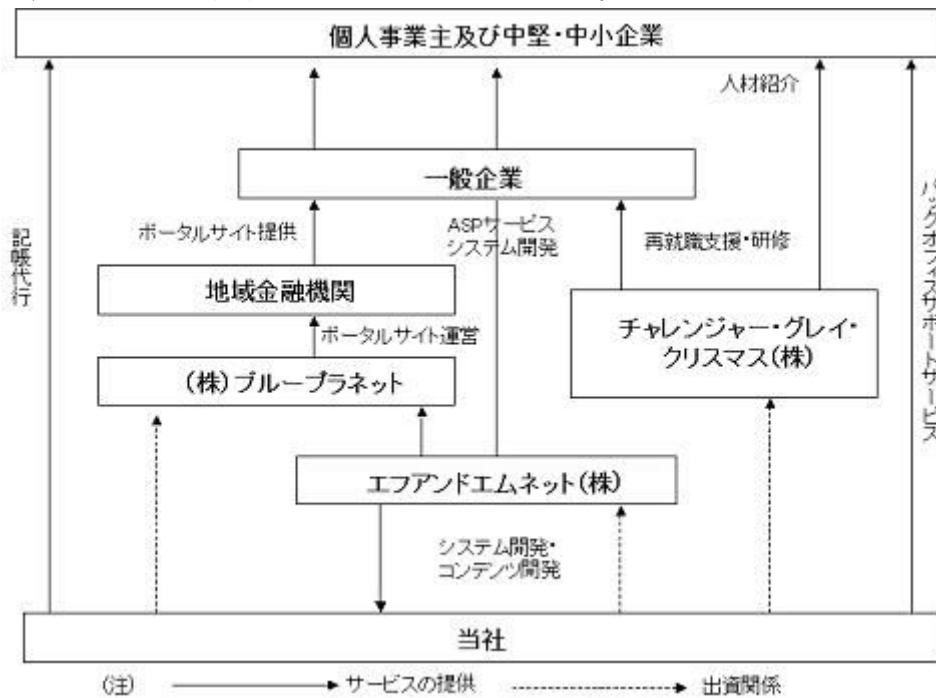 個人事業主及び中堅・中小企業
人材紹介
一般企業
記帳代行
ポータルサイト提供
ASPサービス
システム開発
再就職支援・研修
バックオフィスサポートサービス
地域金融機関
チャレンジャー・グレイ・
クリスマス(株)
ポータルサイト運営
(株)ブループラネット
エフアンドエムネット(株)
システム開発・
コンテンツ開発
当社
(注)
サービスの提供
出資関係